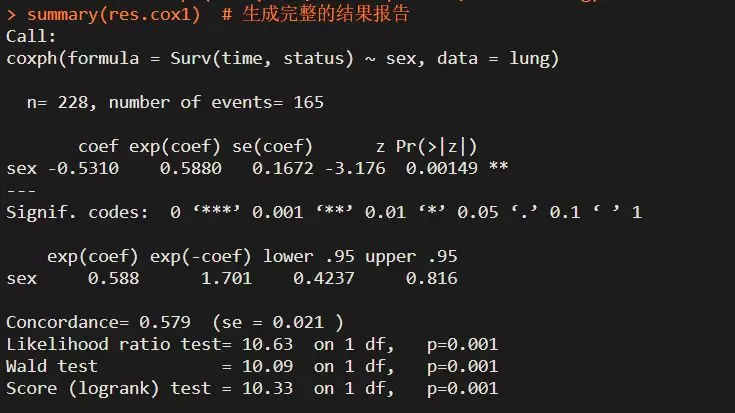 > summary(res.cox1)  # 生成完整的结果报告
Call:
coxph(formula = Surv(time, status) ~ sex, data = lung)
  n= 228, number of events= 165
       coef exp(coef) se(coef)      z Pr(>|z|)
sex -0.5310    0.5880   0.1672 -3.176  0.00149 **
---
Signif. codes:  0 ‘***’ 0.001 ‘**’ 0.01 ‘*’ 0.05 ‘.’ 0.1 ‘ ’ 1
    exp(coef) exp(-coef) lower .95 upper .95
sex     0.588      1.701    0.4237     0.816
Concordance= 0.579  (se = 0.021 )
Likelihood ratio test= 10.63  on 1 df,   p=0.001
Wald test            = 10.09  on 1 df,   p=0.001
Score (logrank) test = 10.33  on 1 df,   p=0.001